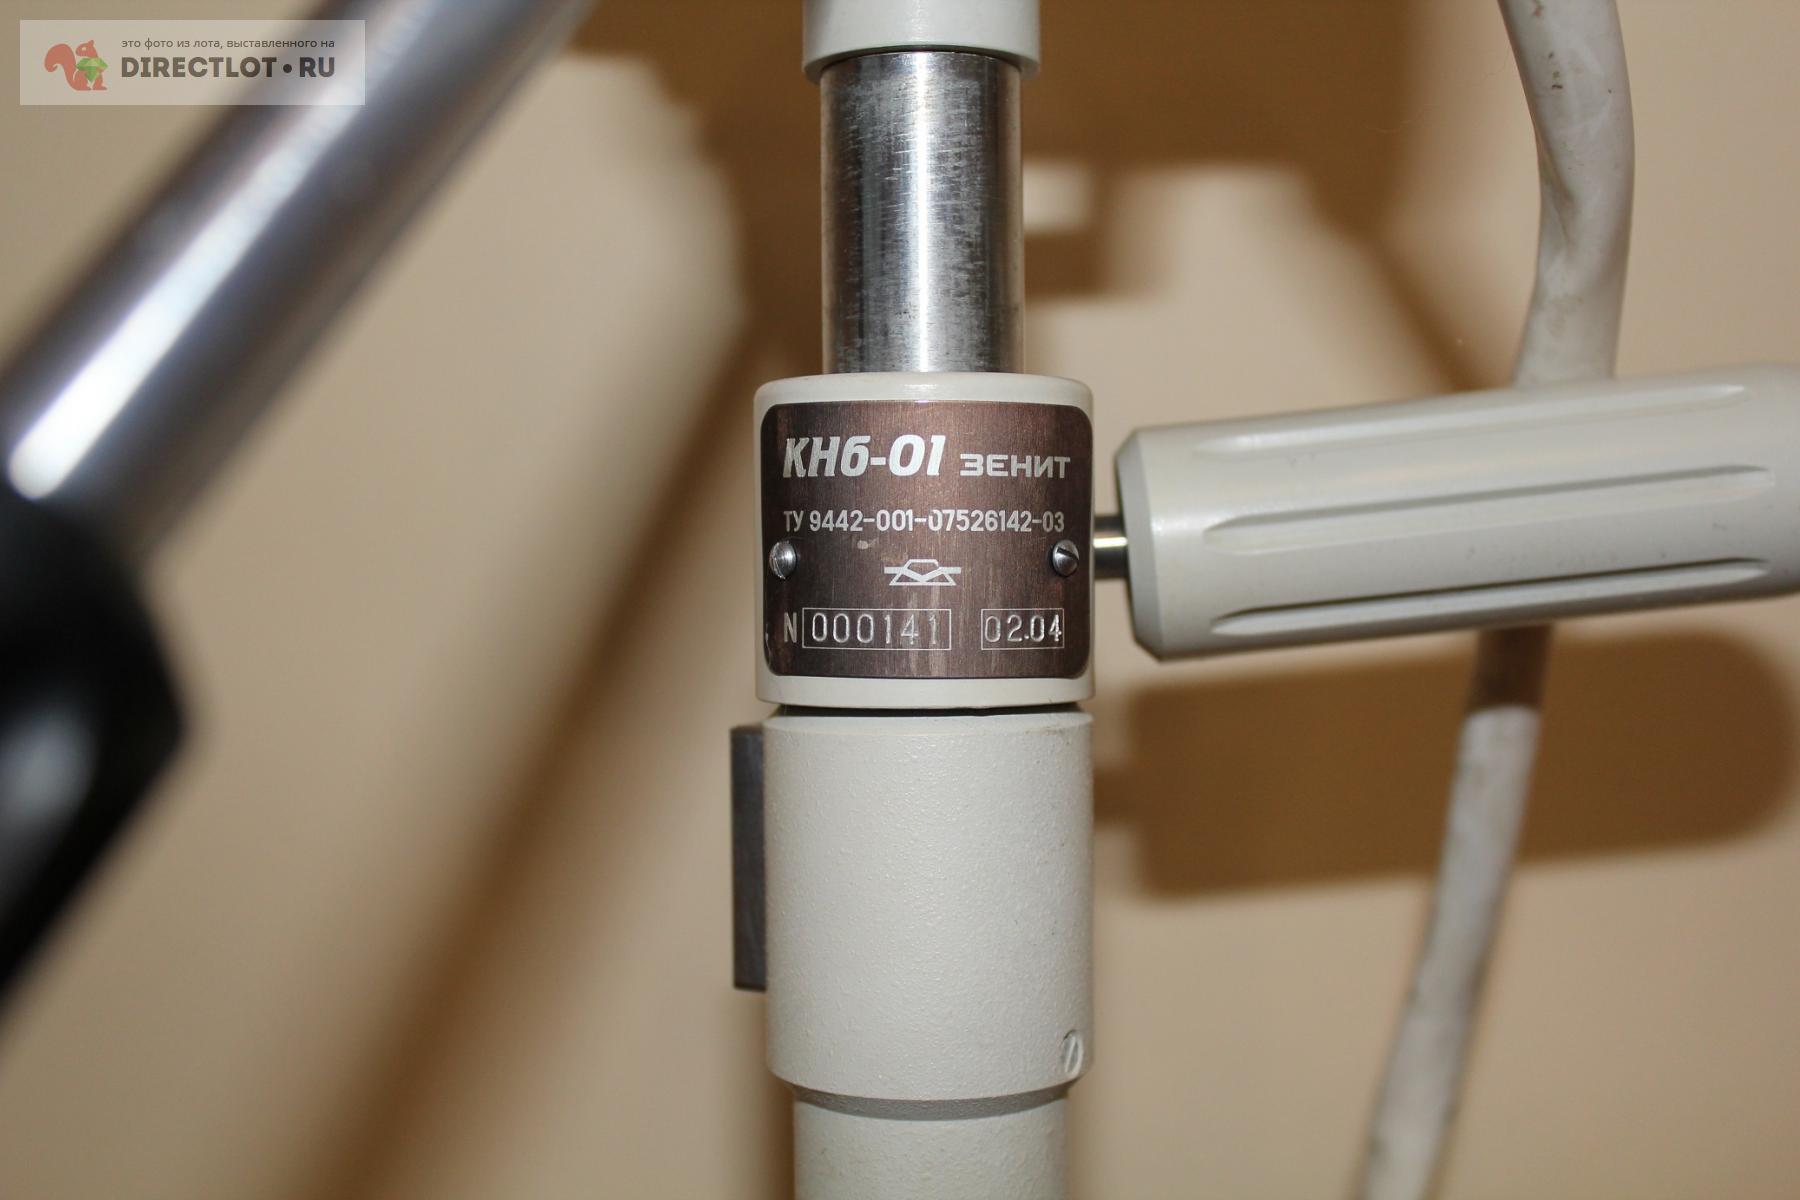 это фото из лота, выставленного на
DIRECTLOT•RU
КНб-01 ЗЕНИТ
ТУ 9442-001-07526142-03
N 000141 02.04